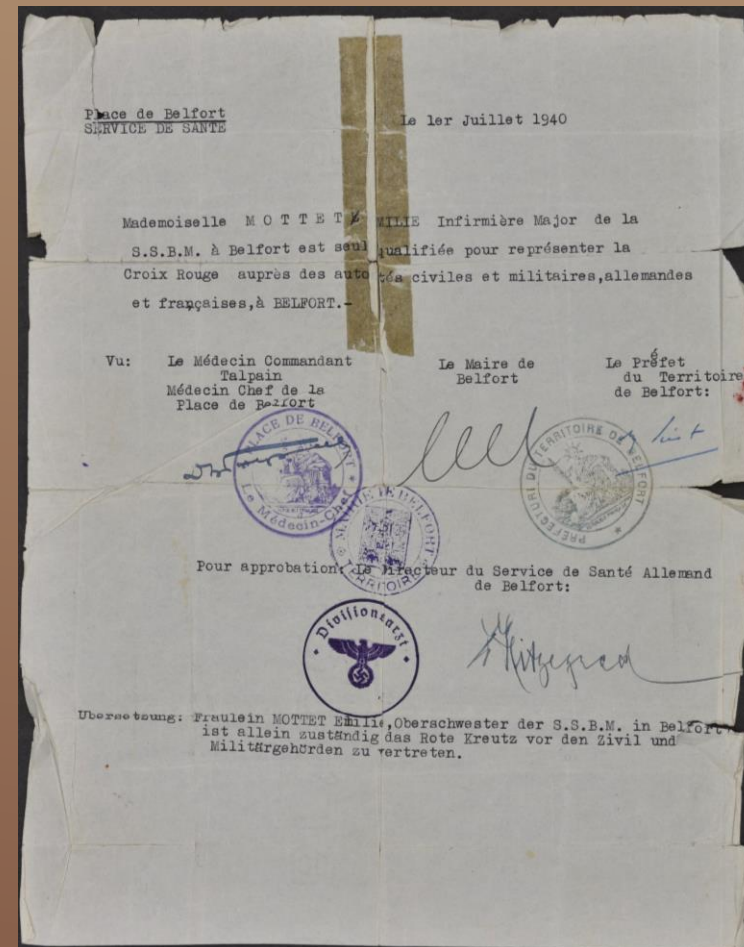 Place de Belfort
SERVICE DE SANTE
Le 1er Juillet 1940
Mademoiselle M O T T E T MILIE Infirmière Major de la
S.S.B.M. à Belfort est seul qualifiée pour représenter la
Croix Rouge auprès des auto tés civiles et militaires,allemandes
et françaises,à BELFORT.-
Vu: Le Médecin Commandant
Talpain
Médecin Chef de la
Place de Belfort
Le Maire de
Belfort
Le Préfet
du Territoire
de Belfort:
PLACE DE BELFORT
Le Médecin-Chef
MAIRIE DE BELFORT
TERRITOIRE
PREFECTURE DU TERRITOIRE DE BELFORT
Pour approbation: Le Directeur du Service de Santé Allemand
de Belfort:
Divisionsarzt
Ubersetsung: Fraulein MOTTET Emilie,Oberschwester der S.S.B.M. in Belfort
ist allein zuständig das Rote Kreutz vor den Zivil und
Militärgehörden zu vertreten.